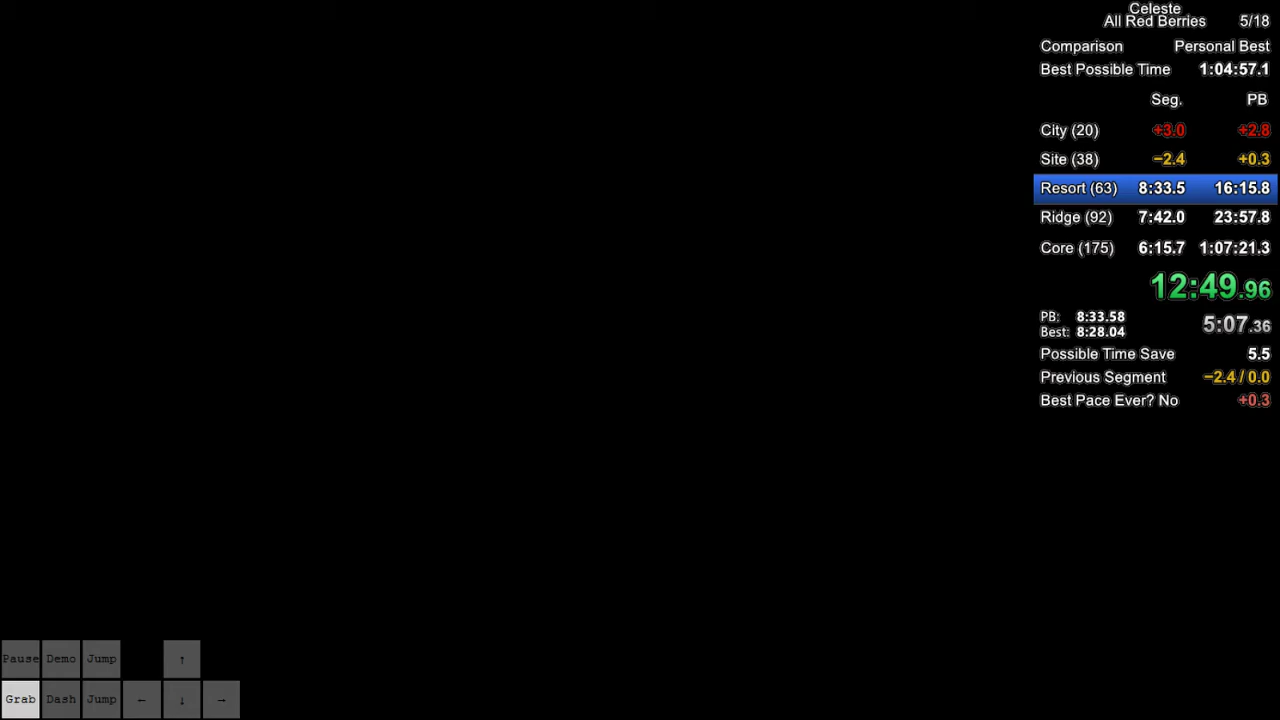 Celeste
All Red Berries 5/18
Comparison Personal Best
Best Possible Time 1:04:57.1
Seg. PB
City (20) +3.0 +2.8
Site (38) −2.4 +0.3
Resort (63) 8:33.5 16:15.8
Ridge (92) 7:42.0 23:57.8
Core (175) 6:15.7 1:07:21.3
12:49.96
PB: 8:33.58
Best: 8:28.04
5:07.36
Possible Time Save 5.5
Previous Segment −2.4 / 0.0
Best Pace Ever? No +0.3
Pause Demo Jump ↑
Grab Dash Jump ← ↓ →